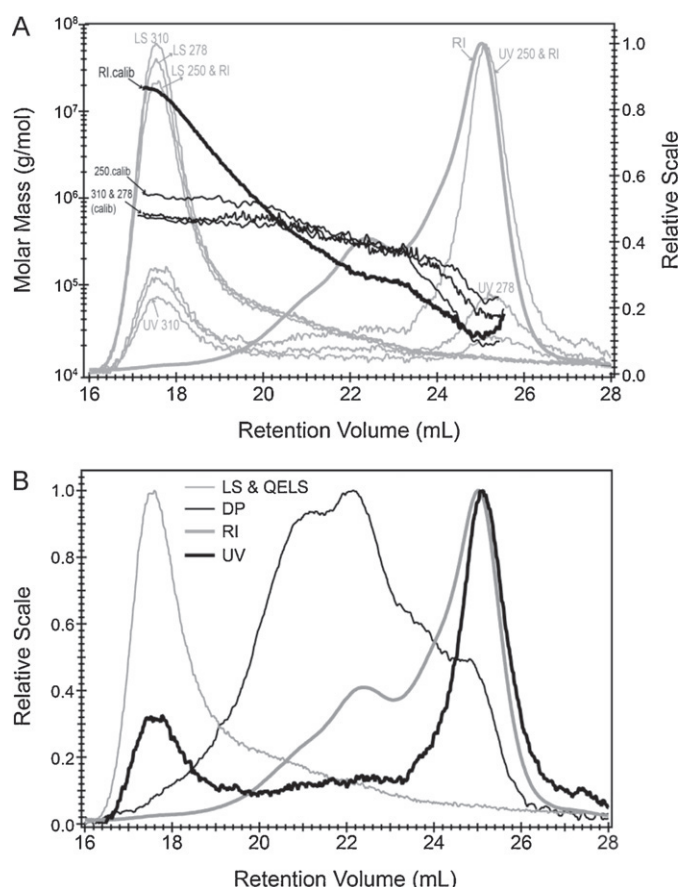 A
10⁸
10⁷
10⁶
10⁵
10⁴
Molar Mass (g/mol)
LS 310
LS 278
LS 250 & RI
RI.calib
250.calib
310 & 278
(calib)
UV 310
RI
UV 250 & RI
UV 278
1.0
0.8
0.6
0.4
0.2
0.0
Relative Scale
16 18 20 22 24 26 28
Retention Volume (mL)
B
1.0
0.8
0.6
0.4
0.2
0.0
Relative Scale
LS & QELS
DP
RI
UV
16 18 20 22 24 26 28
Retention Volume (mL)